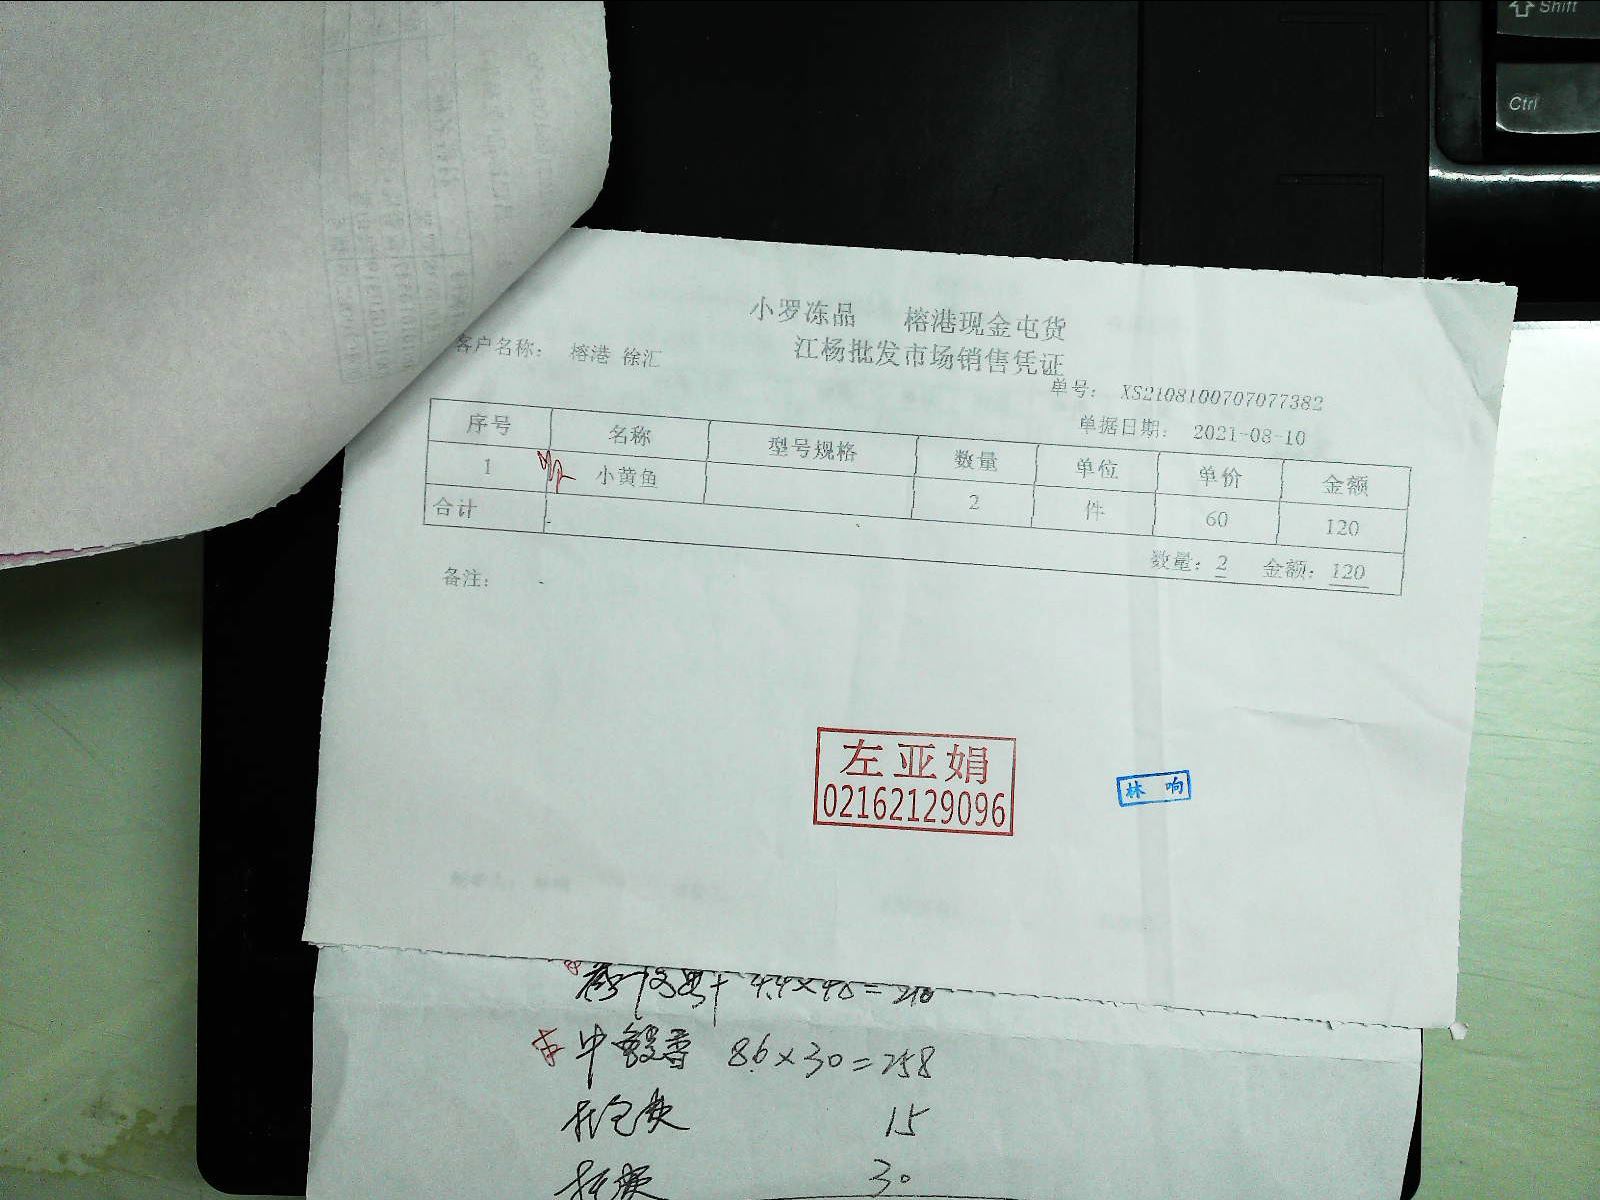 Shift
Ctrl
小罗冻品 榕港现金屯货
江杨批发市场销售凭证
客户名称： 榕港 徐汇
单号： XS2108100707077382
单据日期： 2021-08-10
序号 名称 型号规格 数量 单位 单价 金额
1 小黄鱼 2 件 60 120
合计
数量：2 金额：120
备注：
左亚娟
02162129096
林 响
8.6×30=258
打包费 15
30